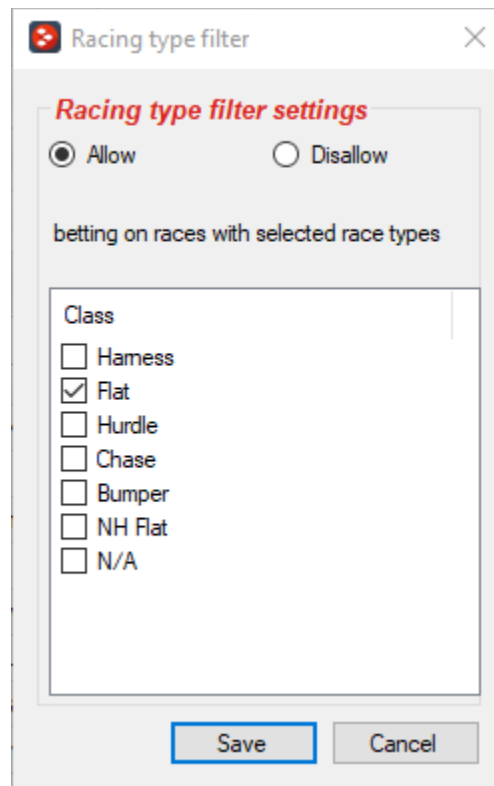 Racing type filter
Racing type filter settings
Allow Disallow
betting on races with selected race types
Class
Harness
Flat
Hurdle
Chase
Bumper
NH Flat
N/A
Save Cancel